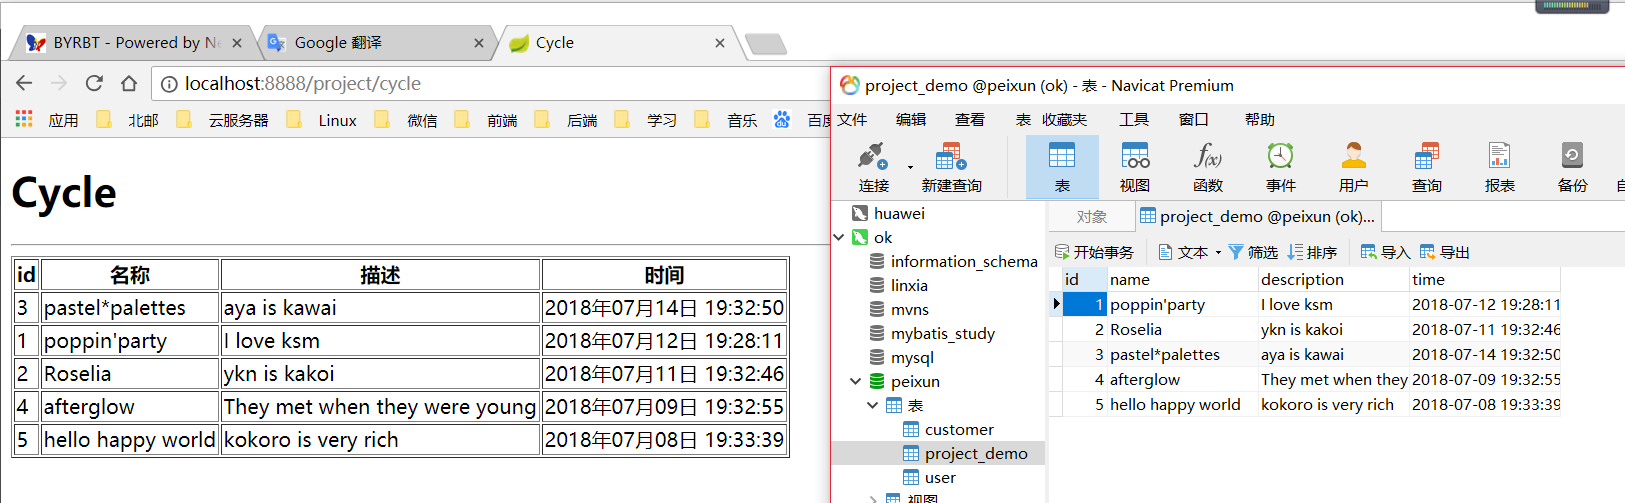 BYRBT - Powered by Ne
Google 翻译
Cycle
localhost:8888/project/cycle
应用 北邮 云服务器 Linux 微信 前端 后端 学习 音乐 百度
Cycle
id 名称 描述 时间
3 pastel*palettes aya is kawai 2018年07月14日 19:32:50
1 poppin'party I love ksm 2018年07月12日 19:28:11
2 Roselia ykn is kakoi 2018年07月11日 19:32:46
4 afterglow They met when they were young 2018年07月09日 19:32:55
5 hello happy world kokoro is very rich 2018年07月08日 19:33:39
project_demo @peixun (ok) - 表 - Navicat Premium
文件 编辑 查看 表 收藏夹 工具 窗口 帮助
连接 新建查询 表 视图 函数 事件 用户 查询 报表 备份
huawei
ok
information_schema
linxia
mvns
mybatis_study
mysql
peixun
表
customer
project_demo
user
视图
对象 project_demo @peixun (ok)...
开始事务 文本 筛选 排序 导入 导出
id name description time
1 poppin'party I love ksm 2018-07-12 19:28:11
2 Roselia ykn is kakoi 2018-07-11 19:32:46
3 pastel*palettes aya is kawai 2018-07-14 19:32:50
4 afterglow They met when they 2018-07-09 19:32:55
5 hello happy world kokoro is very rich 2018-07-08 19:33:39